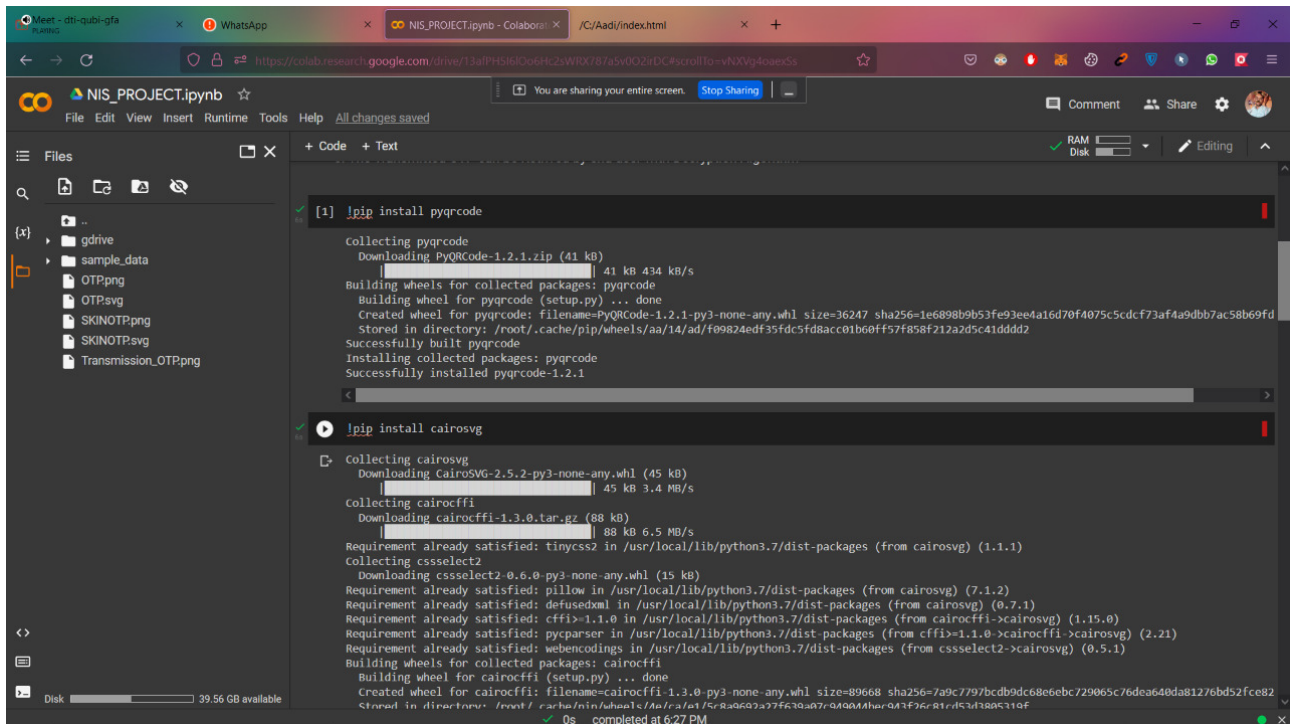 Meet - dti-qubi-gfa
PLAYING
WhatsApp
NIS_PROJECT.ipynb - Colaborat
/C:/Aadi/index.html
https://colab.research.google.com/drive/
NIS_PROJECT.ipynb
You are sharing your entire screen. Stop Sharing
Comment Share
File Edit View Insert Runtime Tools Help All changes saved
Files
+ Code + Text
RAM
Disk
Editing
..
gdrive
sample_data
OTP.png
OTP.svg
SKINOTP.png
SKINOTP.svg
Transmission_OTP.png
{x}
[1] !pip install pyqrcode
Collecting pyqrcode
Downloading PyQRCode-1.2.1.zip (41 kB)
| | 41 kB 434 kB/s
Building wheels for collected packages: pyqrcode
Building wheel for pyqrcode (setup.py) ... done
Created wheel for pyqrcode: filename=PyQRCode-1.2.1-py3-none-any.whl size=36247 sha256=1e6898b9b53fe93ee4a16d70f4075c5cdcf73af4a9dbb7ac58b69fd
Stored in directory: /root/.cache/pip/wheels/aa/14/ad/f09824edf35fdc5fd8acc01b60ff57f858f212a2d5c41dddd2
Successfully built pyqrcode
Installing collected packages: pyqrcode
Successfully installed pyqrcode-1.2.1
!pip install cairosvg
Collecting cairosvg
Downloading CairoSVG-2.5.2-py3-none-any.whl (45 kB)
| | 45 kB 3.4 MB/s
Collecting cairocffi
Downloading cairocffi-1.3.0.tar.gz (88 kB)
| | 88 kB 6.5 MB/s
Requirement already satisfied: tinycss2 in /usr/local/lib/python3.7/dist-packages (from cairosvg) (1.1.1)
Collecting cssselect2
Downloading cssselect2-0.6.0-py3-none-any.whl (15 kB)
Requirement already satisfied: pillow in /usr/local/lib/python3.7/dist-packages (from cairosvg) (7.1.2)
Requirement already satisfied: defusedxml in /usr/local/lib/python3.7/dist-packages (from cairosvg) (0.7.1)
Requirement already satisfied: cffi>=1.1.0 in /usr/local/lib/python3.7/dist-packages (from cairocffi->cairosvg) (1.15.0)
Requirement already satisfied: pycparser in /usr/local/lib/python3.7/dist-packages (from cffi>=1.1.0->cairocffi->cairosvg) (2.21)
Requirement already satisfied: webencodings in /usr/local/lib/python3.7/dist-packages (from cssselect2->cairosvg) (0.5.1)
Building wheels for collected packages: cairocffi
Building wheel for cairocffi (setup.py) ... done
Created wheel for cairocffi: filename=cairocffi-1.3.0-py3-none-any.whl size=89668 sha256=7a9c7797bcdb9dc68e6ebc729065c76dea640da81276bd52fce82
Stored in directory: /root/.cache/pip/wheels/4e/ca/e1/5c8a9692a27f639a07c949044bec943f26c81cd53d3805319f
Disk 39.56 GB available
0s completed at 6:27 PM